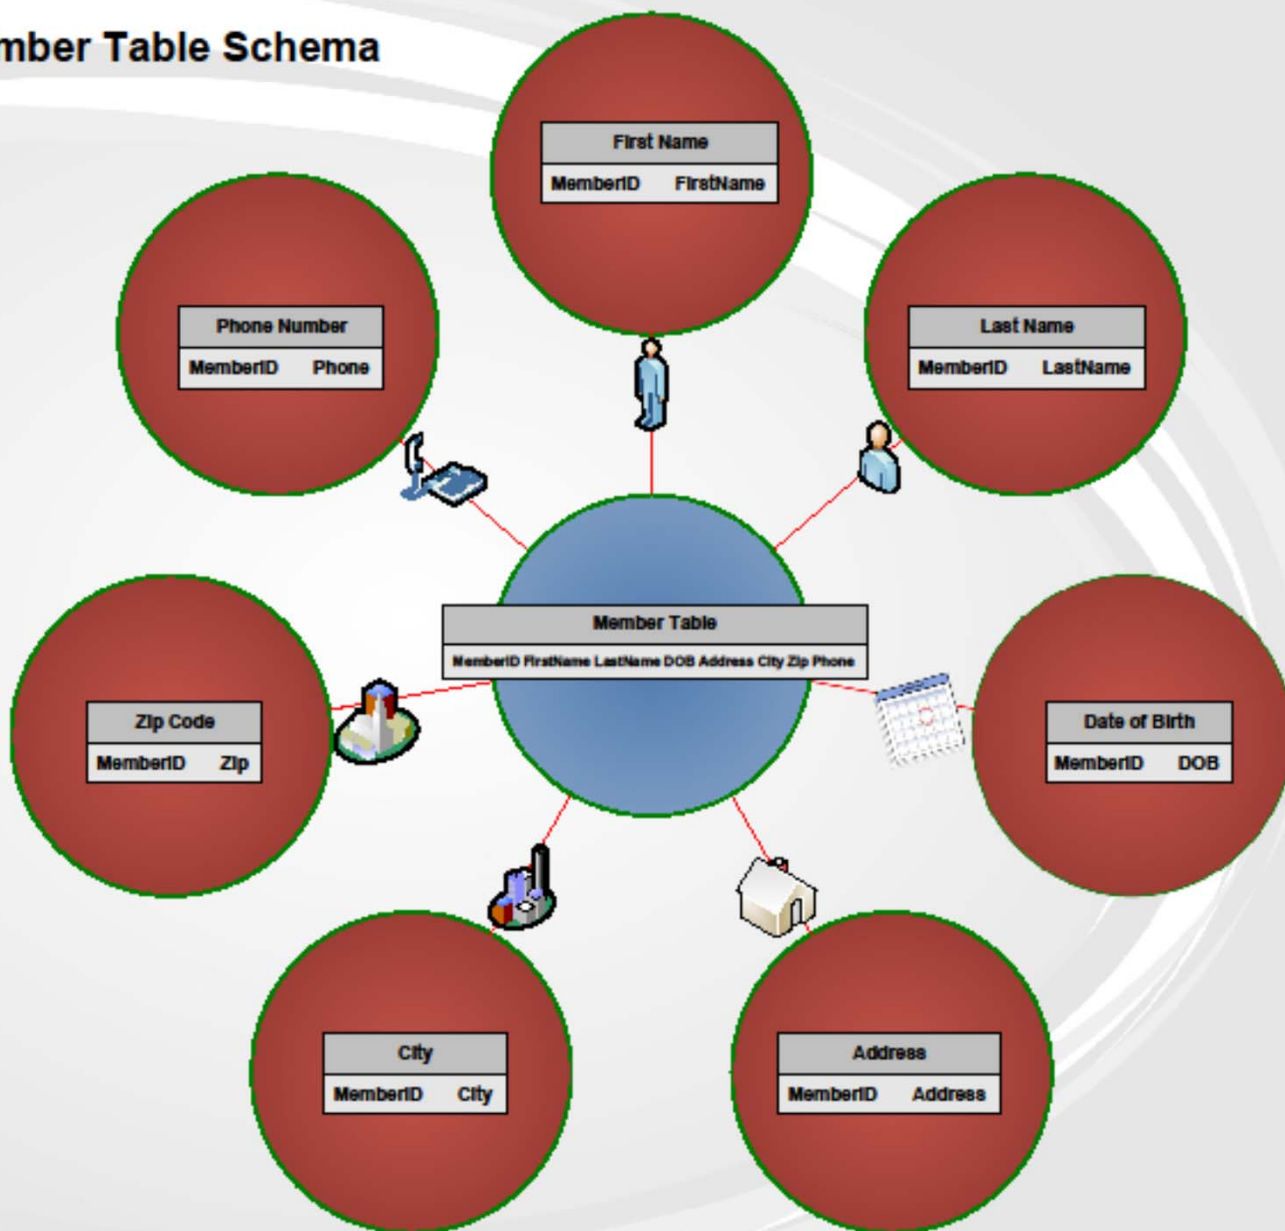 mber Table Schema
First Name
MemberID FirstName
Phone Number
MemberID Phone
Last Name
MemberID LastName
Member Table
MemberID FirstName LastName DOB Address City Zip Phone
Zip Code
MemberID Zip
Date of Birth
MemberID DOB
City
MemberID City
Address
MemberID Address